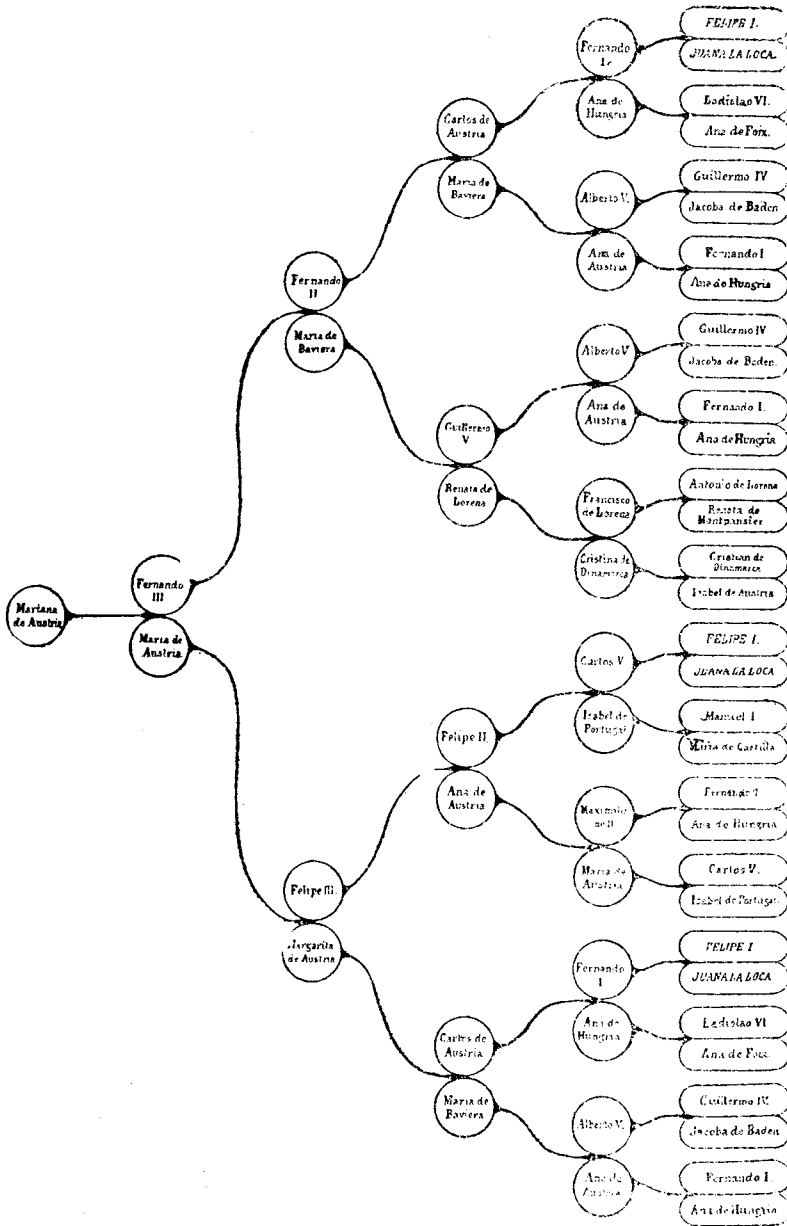 Mariana
de Austria
Fernando
III
Maria de
Austria
Fernando
II
Maria de
Baviera
Felipe III.
Margarita
de Austria
Carlos de
Austria
Maria de
Baviera
Guillermo
V
Renata de
Lorena
Felipe II.
Ana de
Austria
Carlos de
Austria
Maria de
Baviera
Fernando
I.
Ana de
Hungria
Alberto V.
Ana de
Austria
Alberto V
Ana de
Austria
Francisco
de Lorena
Cristina de
Dinamarca
Carlos V.
Isabel de
Portugal
Maximilia
no II
Maria de
Austria
Fernando
I
Ana de
Hungria
Alberto V.
Ana de
Austria
FELIPE I.
JUANA LA LOCA.
Ladislao VI.
Ana de Foix.
Guillermo IV
Jacoba de Baden
Fernando I
Ana de Hungria
Guillermo IV
Jacoba de Baden.
Fernando I.
Ana de Hungria
Antonio de Lorena
Renata de
Montpansier
Cristian de
Dinamarca
Isabel de Austria
FELIPE I.
JUANA LA LOCA
Manuel I
Maria de Castilla
Fernando I
Ana de Hungria
Carlos V.
Isabel de Portugal.
FELIPE I
JUANA LA LOCA
Ladislao VI
Ana de Foix.
Guillermo IV.
Jacoba de Baden
Fernando I.
Ana de Hungria